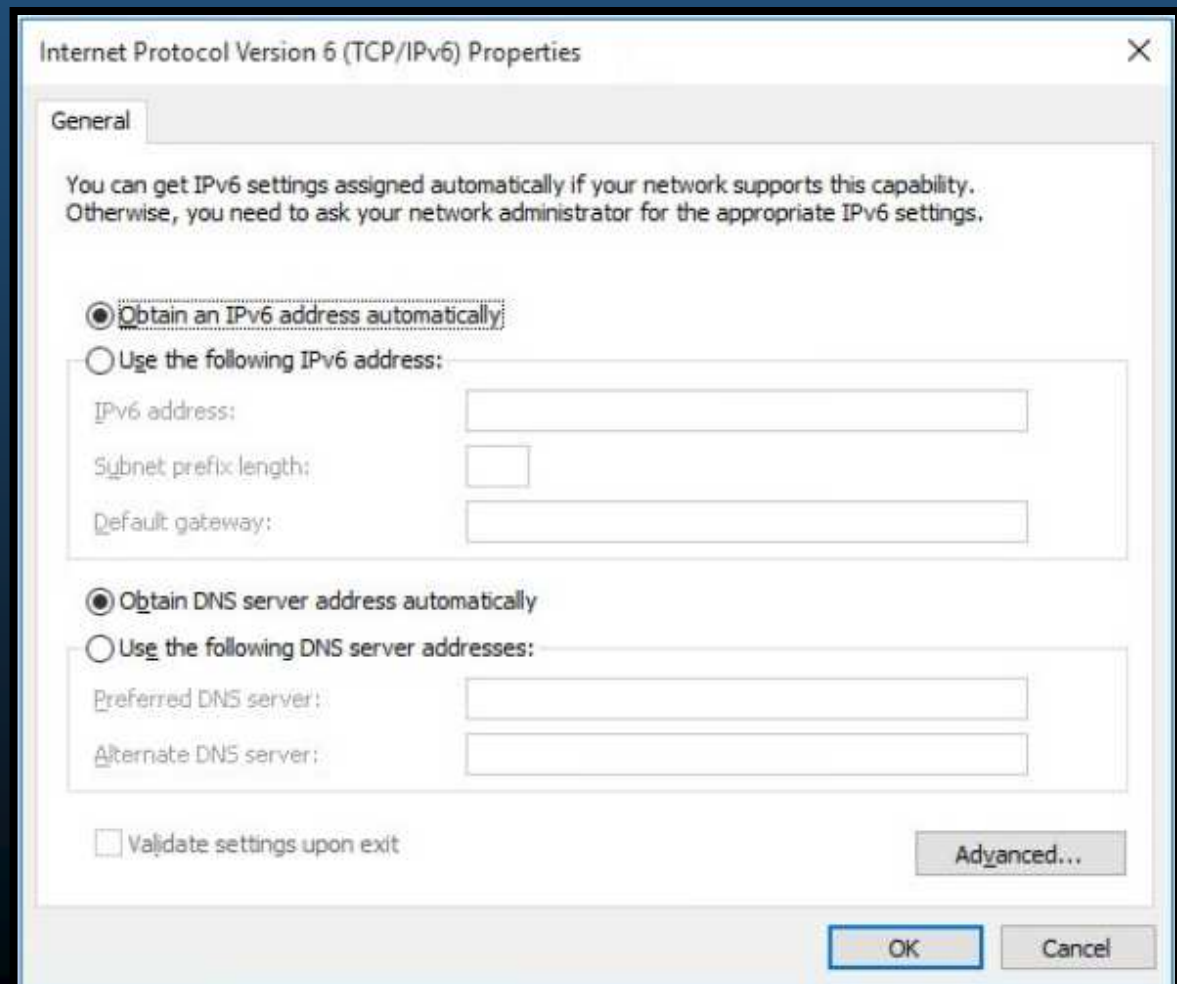 Internet Protocol Version 6 (TCP/IPv6) Properties
General
You can get IPv6 settings assigned automatically if your network supports this capability.
Otherwise, you need to ask your network administrator for the appropriate IPv6 settings.
Obtain an IPv6 address automatically
Use the following IPv6 address:
IPv6 address:
Subnet prefix length:
Default gateway:
Obtain DNS server address automatically
Use the following DNS server addresses:
Preferred DNS server:
Alternate DNS server:
Validate settings upon exit
Advanced...
OK Cancel